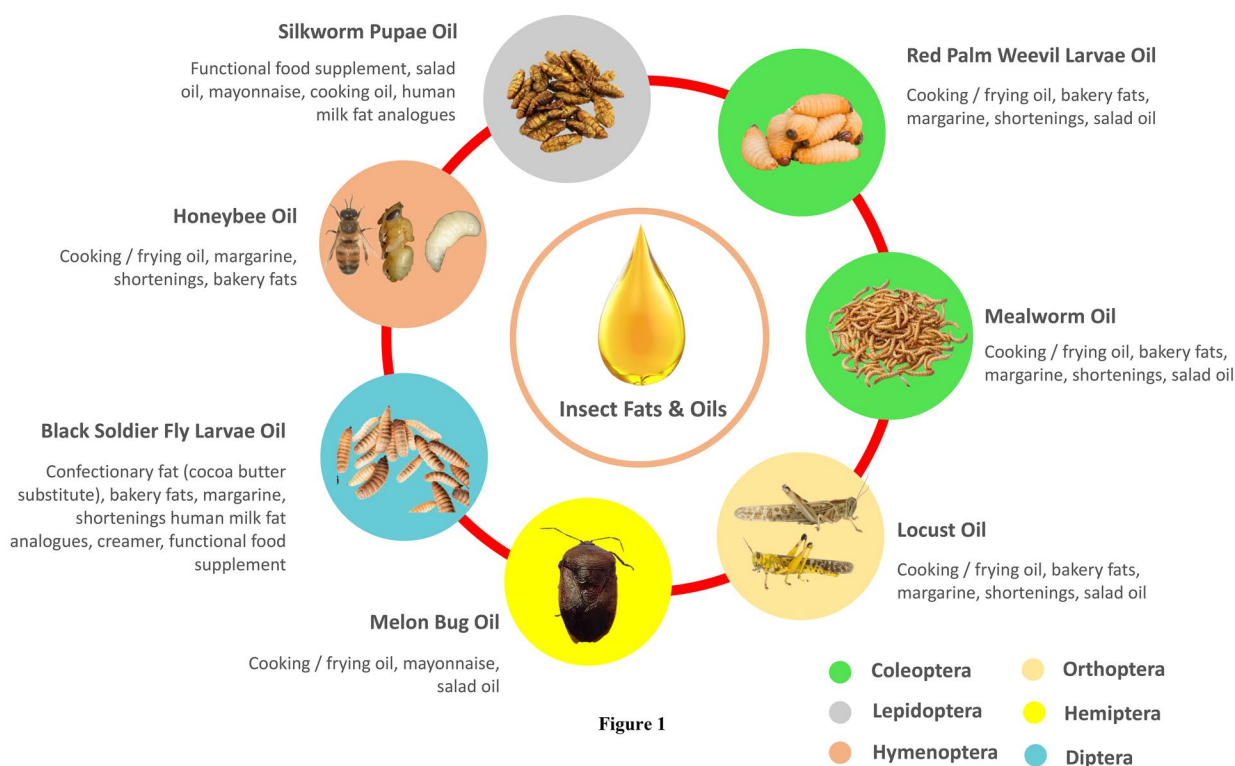 Silkworm Pupae Oil
Functional food supplement, salad
oil, mayonnaise, cooking oil, human
milk fat analogues
Red Palm Weevil Larvae Oil
Cooking / frying oil, bakery fats,
margarine, shortenings, salad oil
Honeybee Oil
Cooking / frying oil, margarine,
shortenings, bakery fats
Mealworm Oil
Cooking / frying oil, bakery fats,
margarine, shortenings, salad oil
Insect Fats & Oils
Black Soldier Fly Larvae Oil
Confectionary fat (cocoa butter
substitute), bakery fats, margarine,
shortenings human milk fat
analogues, creamer, functional food
supplement
Locust Oil
Cooking / frying oil, bakery fats,
margarine, shortenings, salad oil
Melon Bug Oil
Cooking / frying oil, mayonnaise,
salad oil
Coleoptera
Orthoptera
Lepidoptera
Hemiptera
Hymenoptera
Diptera
Figure 1